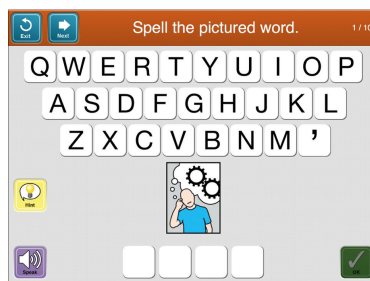 Exit
Next
Spell the pictured word.
1 / 10
Q W E R T Y U I O P
A S D F G H J K L
Z X C V B N M '
Hint
Speak
OK